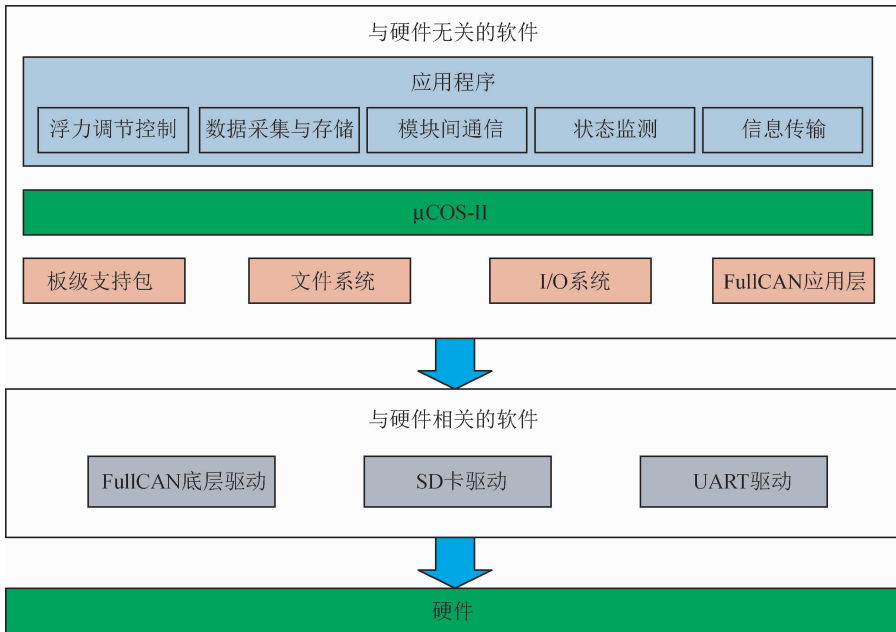 与硬件无关的软件
应用程序
浮力调节控制 数据采集与存储 模块间通信 状态监测 信息传输
μCOS-II
板级支持包 文件系统 I/O系统 FullCAN应用层
与硬件相关的软件
FullCAN底层驱动 SD卡驱动 UART驱动
硬件